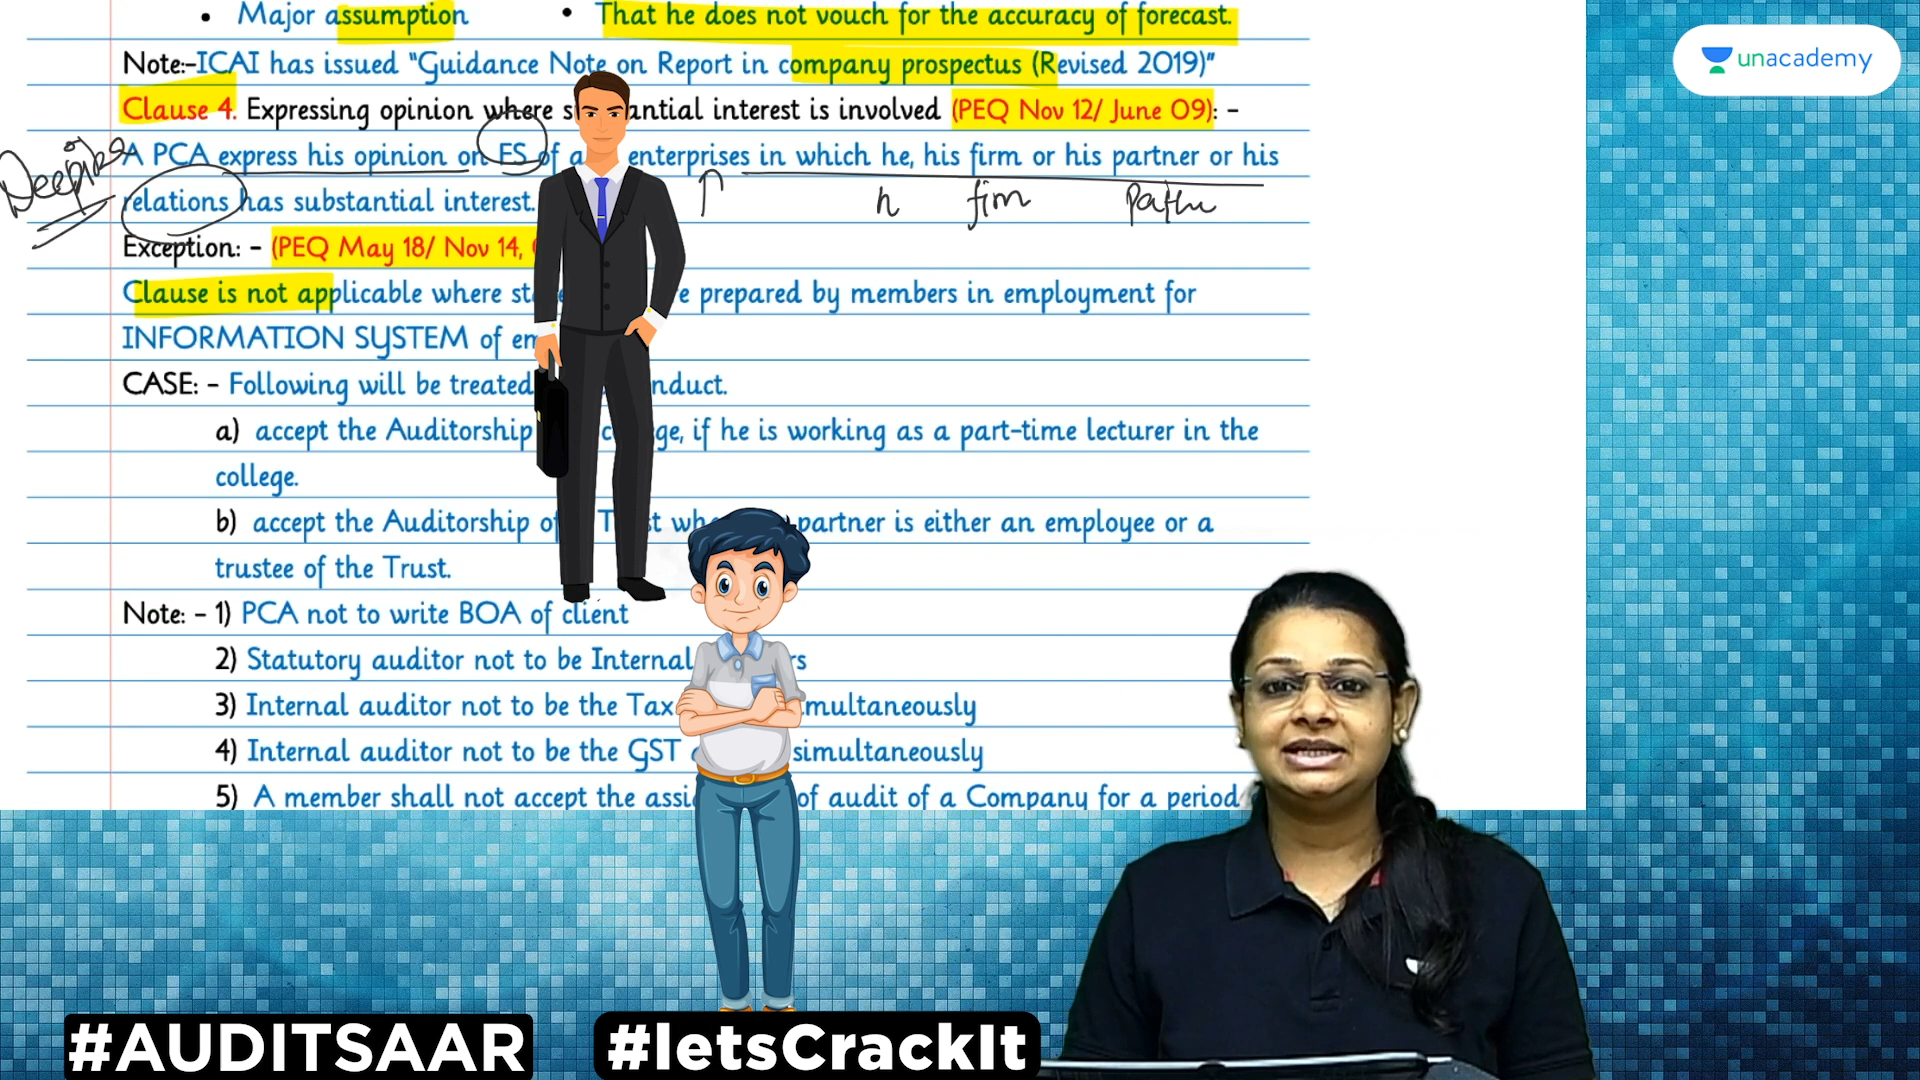 • Major assumption • That he does not vouch for the accuracy of forecast.
Note:-ICAI has issued "Guidance Note on Report in company prospectus (Revised 2019)"
Clause 4. Expressing opinion where s antial interest is involved (PEQ Nov 12/ June 09): -
A PCA express his opinion on FS of a enterprises in which he, his firm or his partner or his
Deepika
relations has substantial interest.
h firm
Exception: - (PEQ May 18/ Nov 14,
Clause is not applicable where st e prepared by members in employment for
INFORMATION SYSTEM of en
CASE: - Following will be treated nduct.
a) accept the Auditorship c ge, if he is working as a part-time lecturer in the
college.
b) accept the Auditorship of T st wh partner is either an employee or a
trustee of the Trust.
Note: - 1) PCA not to write BOA of client
2) Statutory auditor not to be Internal rs
3) Internal auditor not to be the Tax multaneously
4) Internal auditor not to be the GST simultaneously
5) A member shall not accept the assi of audit of a Company for a period
unacademy
#AUDITSAAR
#letsCrackIt